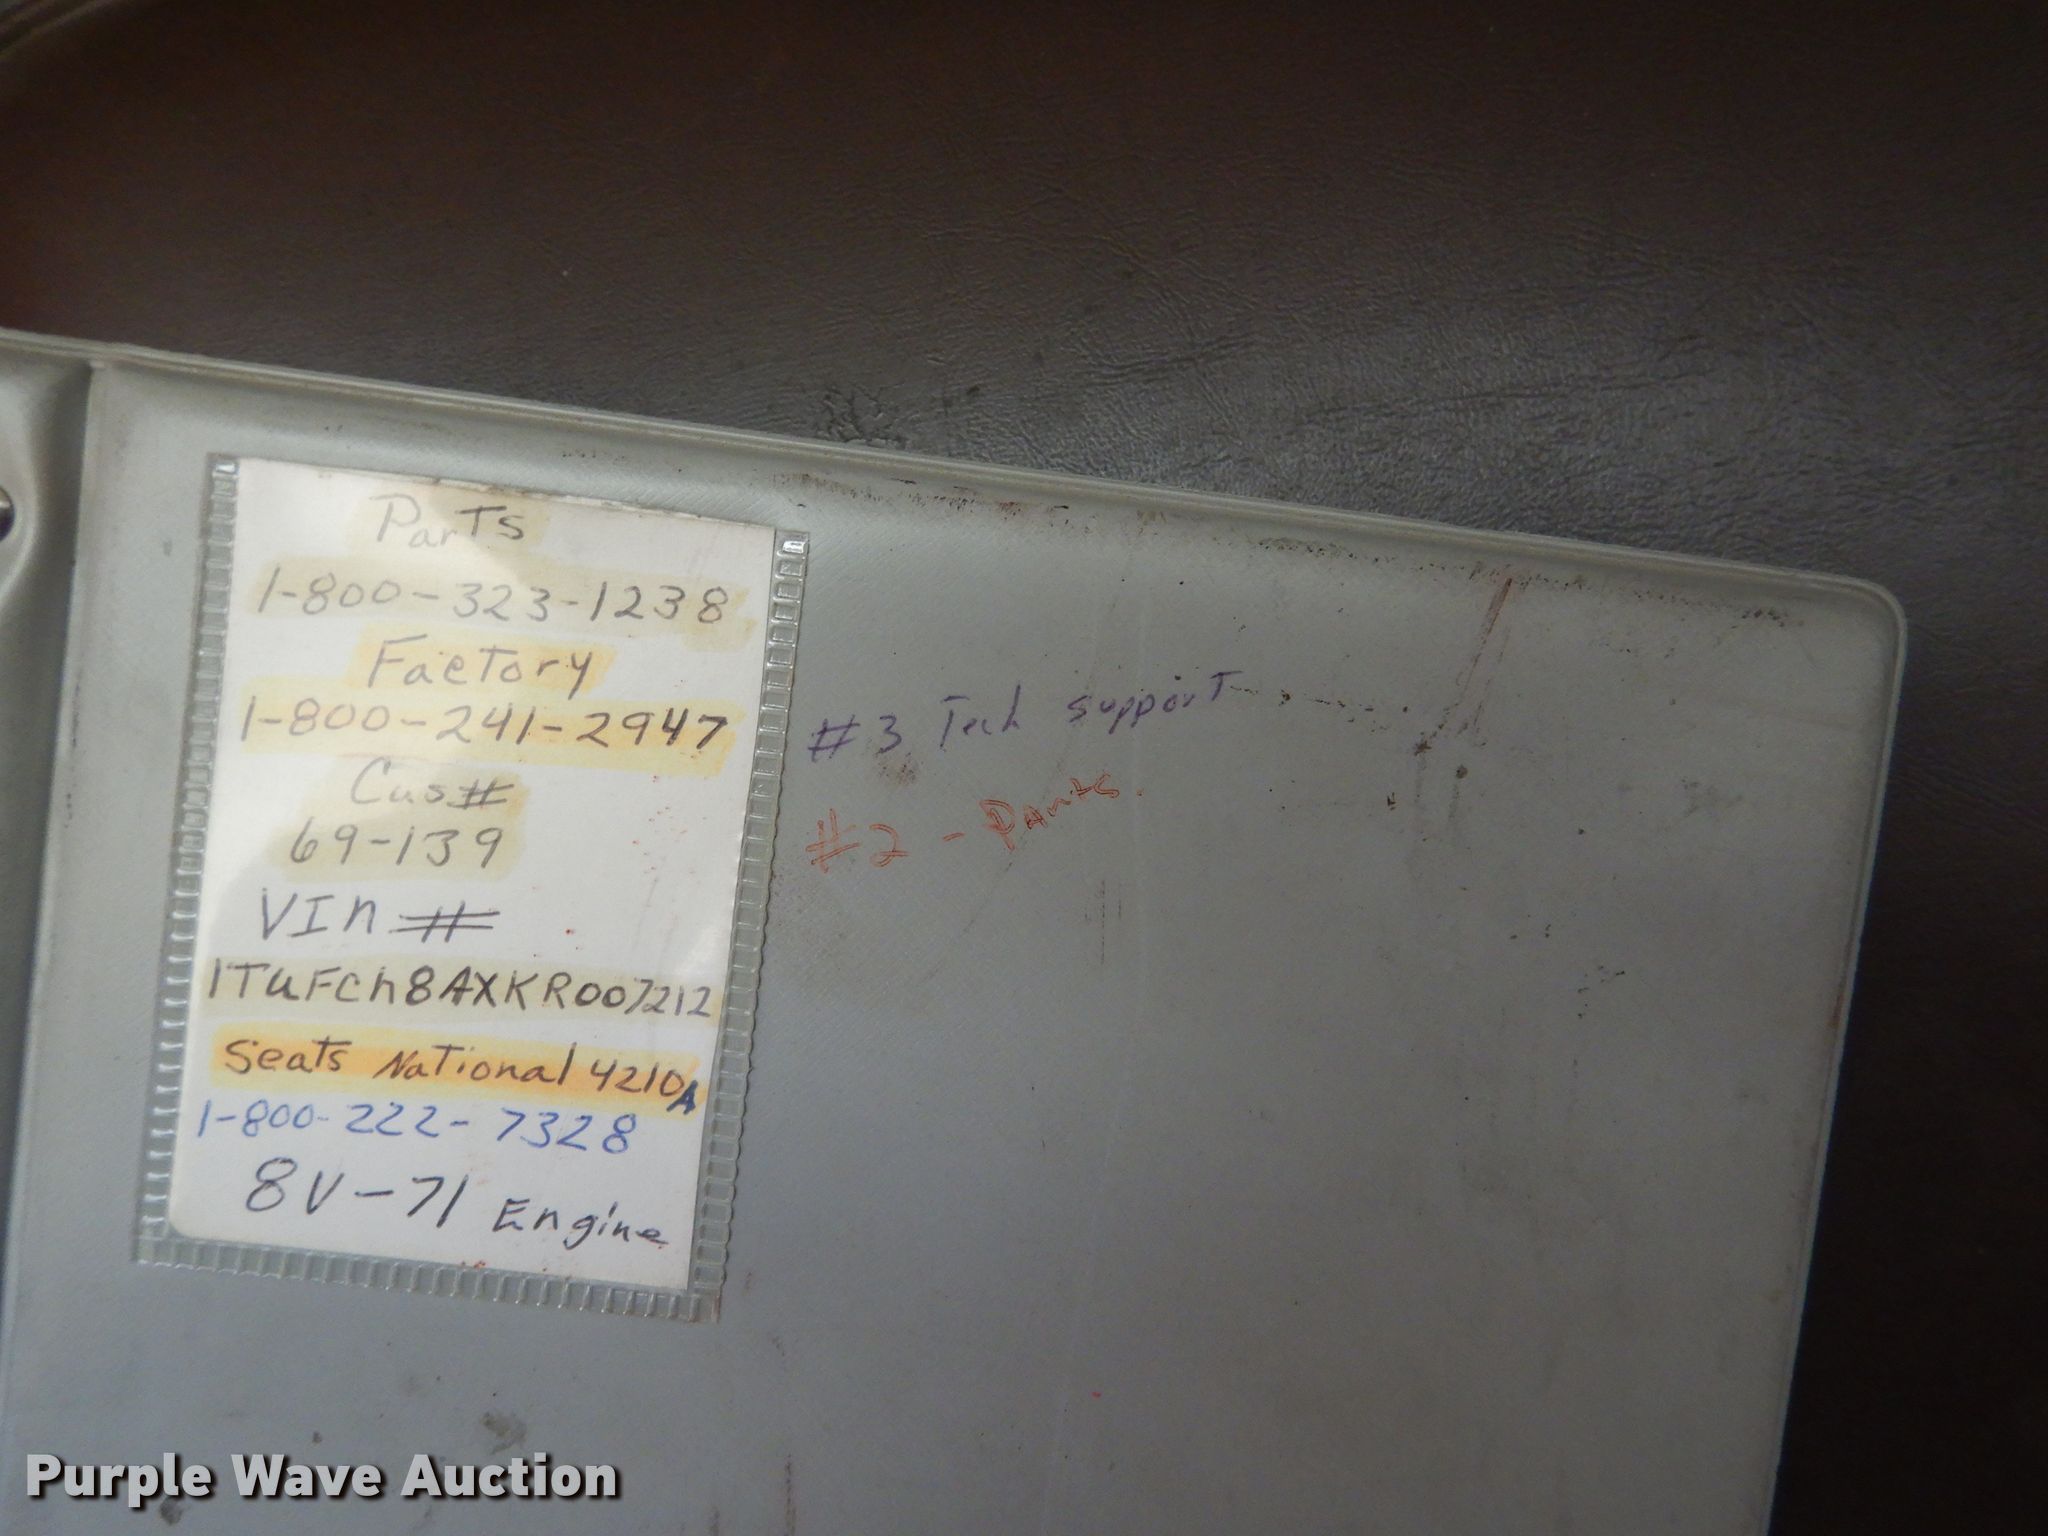 Parts
1-800-323-1238
Factory
1-800-241-2947
#3 Tech support
Cus#
#2 - Parts
69-139
VIn #
1TUFCh8AXKR007212
Seats National 4210A
1-800-222-7328
8V-71 Engine
Purple Wave Auction